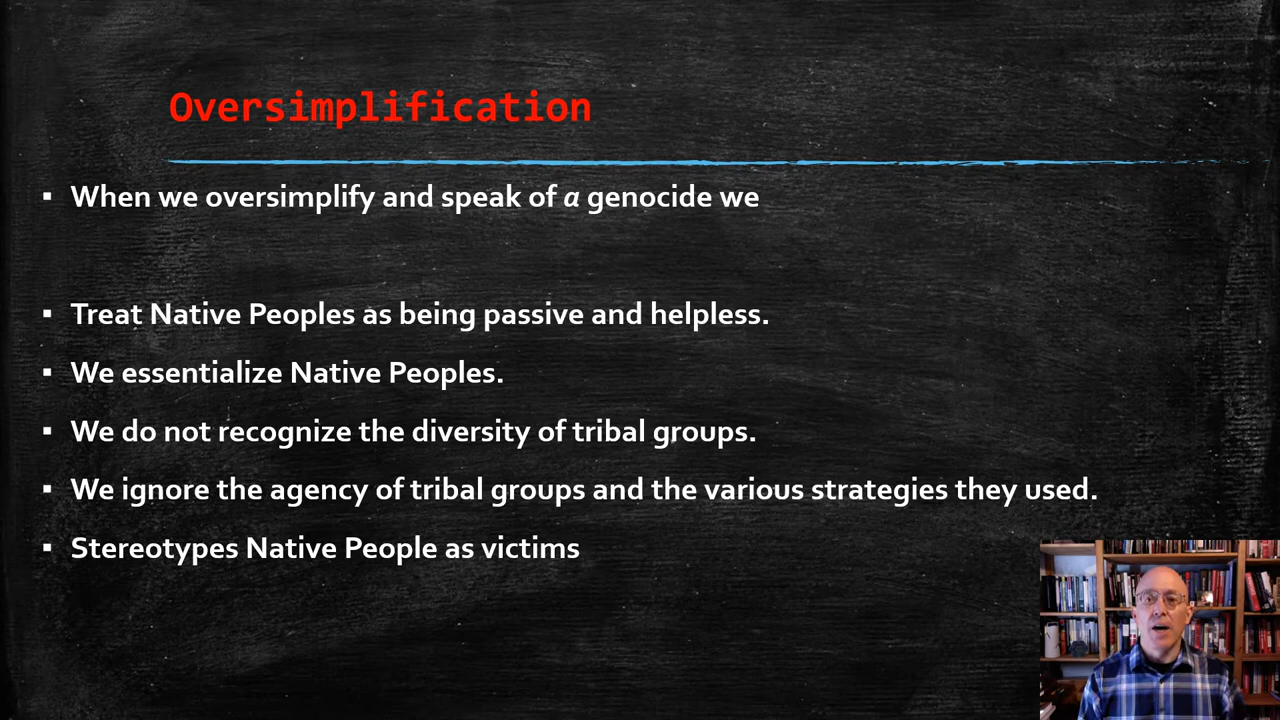 Oversimplification
▪ When we oversimplify and speak of a genocide we
▪ Treat Native Peoples as being passive and helpless.
▪ We essentialize Native Peoples.
▪ We do not recognize the diversity of tribal groups.
▪ We ignore the agency of tribal groups and the various strategies they used.
▪ Stereotypes Native People as victims